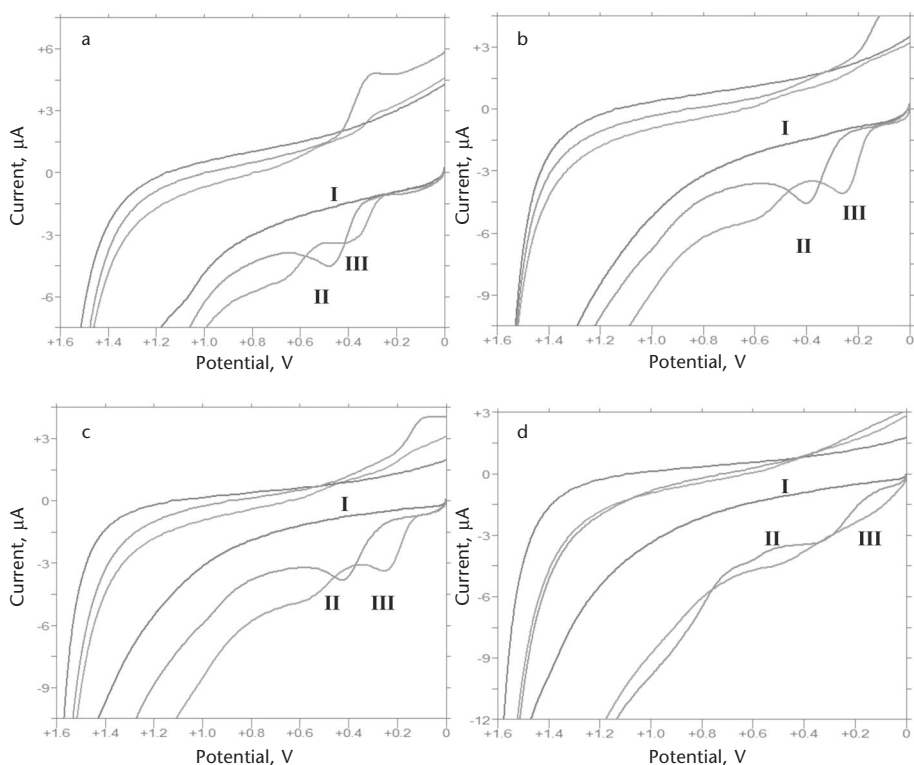 a
+6
+3
0
-3
-6
Current, μA
I
II
III
+1.6 +1.4 +1.2 +1.0 +0.8 +0.6 +0.4 +0.2 0
Potential, V
b
+3
0
-3
-6
-9
Current, μA
I
II
III
+1.6 +1.4 +1.2 +1.0 +0.8 +0.6 +0.4 +0.2 0
Potential, V
c
+3
0
-3
-6
-9
Current, μA
I
II
III
+1.6 +1.4 +1.2 +1.0 +0.8 +0.6 +0.4 +0.2 0
Potential, V
d
+3
0
-3
-6
-9
-12
Current, μA
I
II
III
+1.6 +1.4 +1.2 +1.0 +0.8 +0.6 +0.4 +0.2 0
Potential, V